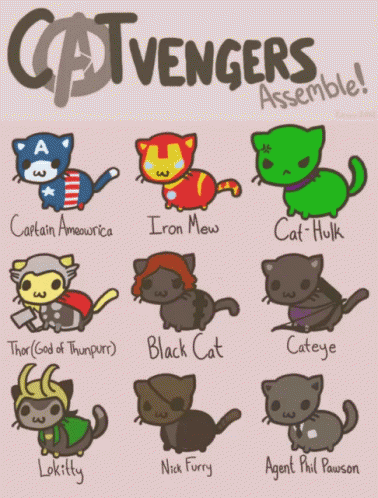 CATVENGERS
Assemble!
Captain Ameowrica
Iron Mew
Cat-Hulk
Thor (God of Thunpurr)
Black Cat
Cateye
Lokitty
Nick Furry
Agent Phil Pawson